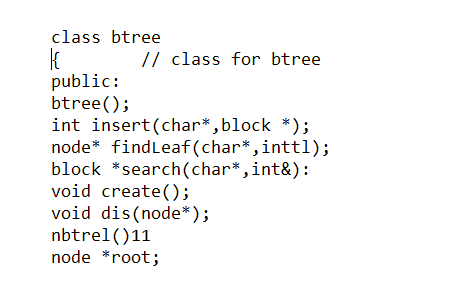 class btree
{ // class for btree
public:
btree();
int insert(char*,block *);
node* findLeaf(char*,inttl);
block *search(char*,int&):
void create();
void dis(node*);
nbtrel()11
node *root;